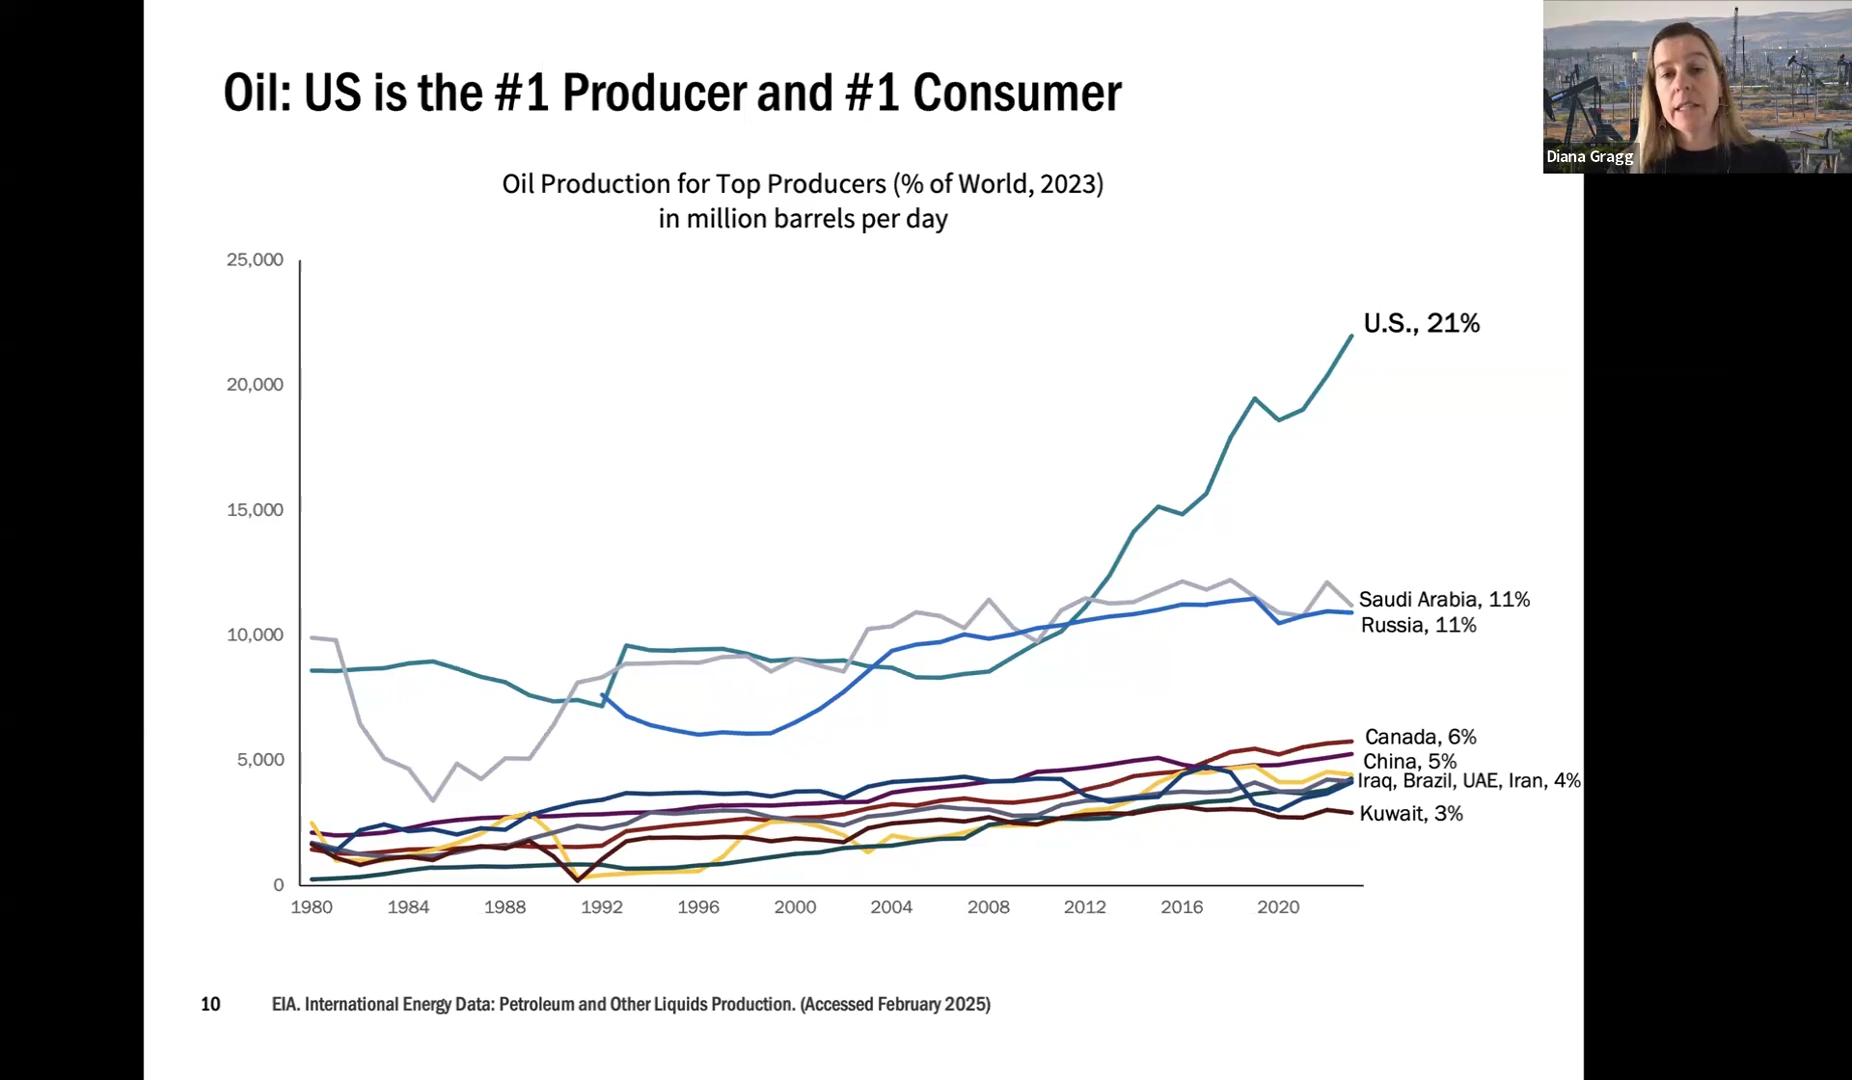 Oil: US is the #1 Producer and #1 Consumer
Diana Gragg
Oil Production for Top Producers (% of World, 2023)
in million barrels per day
25,000
20,000
15,000
10,000
5,000
0
U.S., 21%
Saudi Arabia, 11%
Russia, 11%
Canada, 6%
China, 5%
Iraq, Brazil, UAE, Iran, 4%
Kuwait, 3%
1980 1984 1988 1992 1996 2000 2004 2008 2012 2016 2020
10 EIA. International Energy Data: Petroleum and Other Liquids Production. (Accessed February 2025)